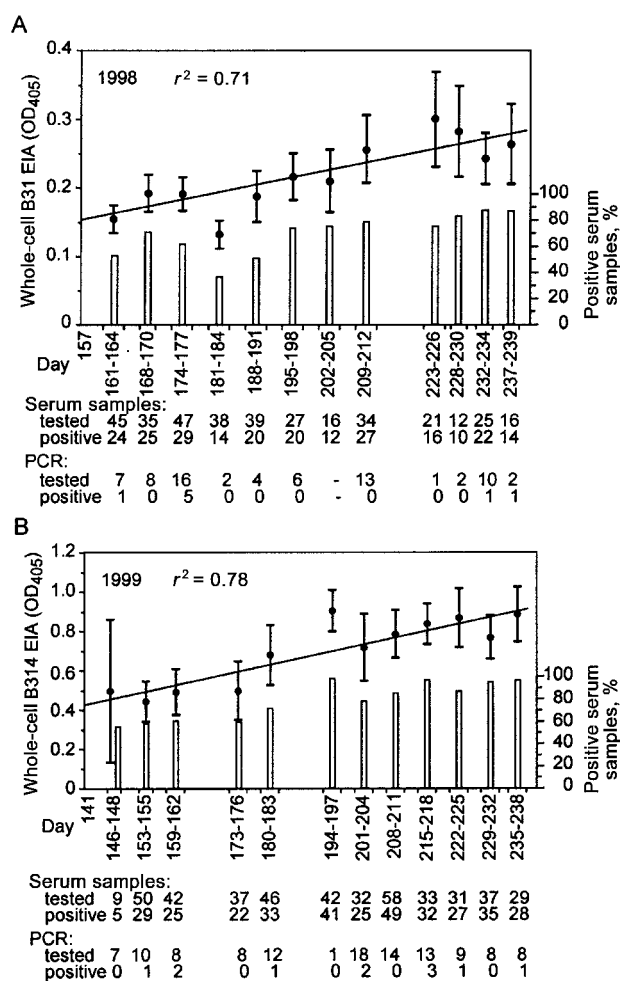 A
Whole-cell B31 EIA (OD405)
0.4
0.3
0.2
0.1
0
1998 r² = 0.71
100
80
60
40
20
0
Positive serum samples, %
Day 157 161-164 168-170 174-177 181-184 188-191 195-198 202-205 209-212 223-226 228-230 232-234 237-239
Serum samples:
tested 45 35 47 38 39 27 16 34 21 12 25 16
positive 24 25 29 14 20 20 12 27 16 10 22 14
PCR:
tested 7 8 16 2 4 6 - 13 1 2 10 2
positive 1 0 5 0 0 0 - 0 0 0 1 1
B
Whole-cell B314 EIA (OD405)
1.2
1.0
0.8
0.6
0.4
0.2
0
1999 r² = 0.78
100
80
60
40
20
0
Positive serum samples, %
Day 141 146-148 153-155 159-162 173-176 180-183 194-197 201-204 208-211 215-218 222-225 229-232 235-238
Serum samples:
tested 9 50 42 37 46 42 32 58 33 31 37 29
positive 5 29 25 22 33 41 25 49 32 27 35 28
PCR:
tested 7 10 8 8 12 1 18 14 13 9 8 8
positive 0 1 2 0 1 0 2 0 3 1 0 1